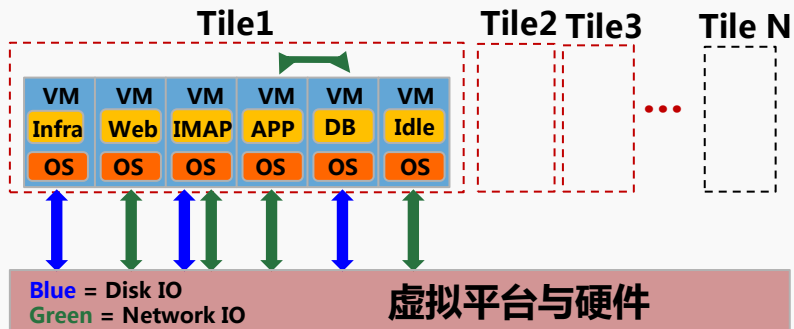 Tile1 Tile2 Tile3 Tile N
VM VM VM VM VM VM
Infra Web IMAP APP DB Idle
...
OS OS OS OS OS OS
Blue = Disk IO
Green = Network IO
虚拟平台与硬件